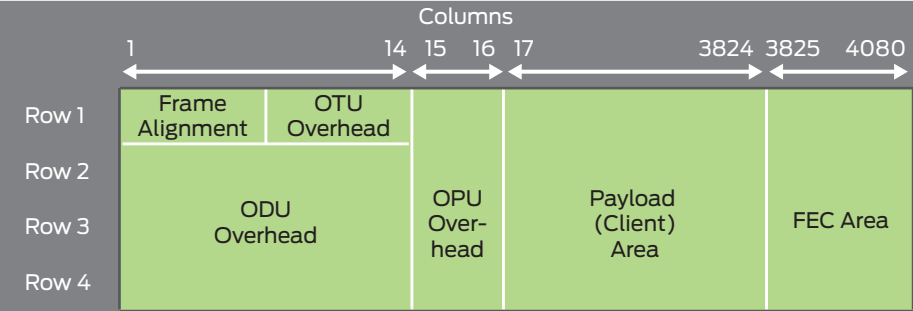 Columns
1 14 15 16 17 3824 3825 4080
Row 1
Frame
Alignment
OTU
Overhead
Row 2
Row 3
Row 4
ODU
Overhead
OPU
Over-
head
Payload
(Client)
Area
FEC Area